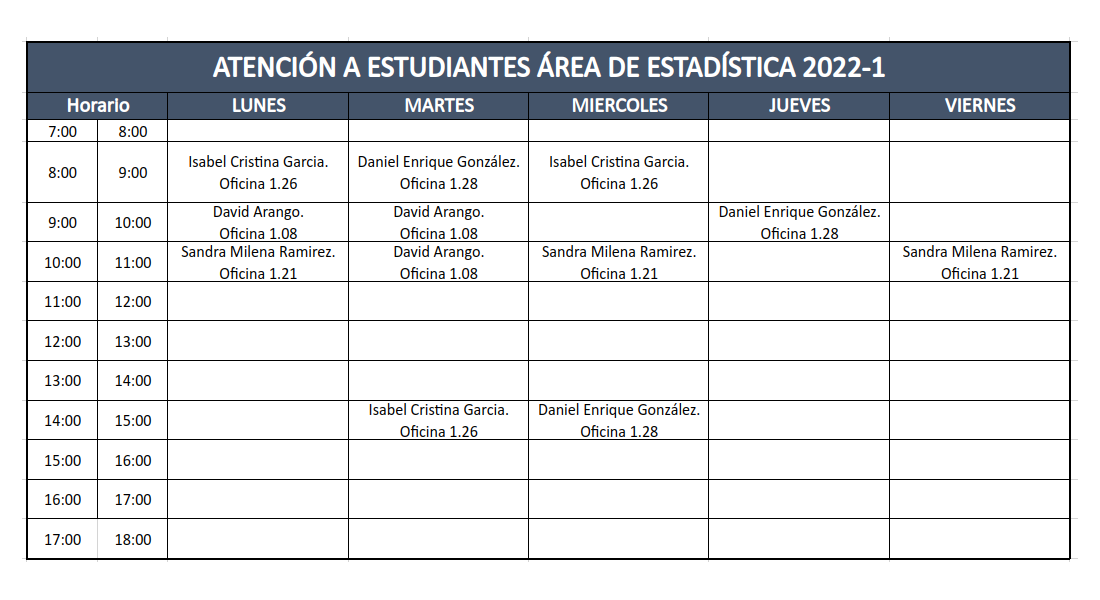 ATENCIÓN A ESTUDIANTES ÁREA DE ESTADÍSTICA 2022-1
Horario LUNES MARTES MIERCOLES JUEVES VIERNES
7:00 8:00
8:00 9:00 Isabel Cristina Garcia. Daniel Enrique González. Isabel Cristina Garcia.
Oficina 1.26 Oficina 1.28 Oficina 1.26
9:00 10:00 David Arango. David Arango. Daniel Enrique González.
Oficina 1.08 Oficina 1.08 Oficina 1.28
10:00 11:00 Sandra Milena Ramirez. David Arango. Sandra Milena Ramirez. Sandra Milena Ramirez.
Oficina 1.21 Oficina 1.08 Oficina 1.21 Oficina 1.21
11:00 12:00
12:00 13:00
13:00 14:00
14:00 15:00 Isabel Cristina Garcia. Daniel Enrique González.
Oficina 1.26 Oficina 1.28
15:00 16:00
16:00 17:00
17:00 18:00